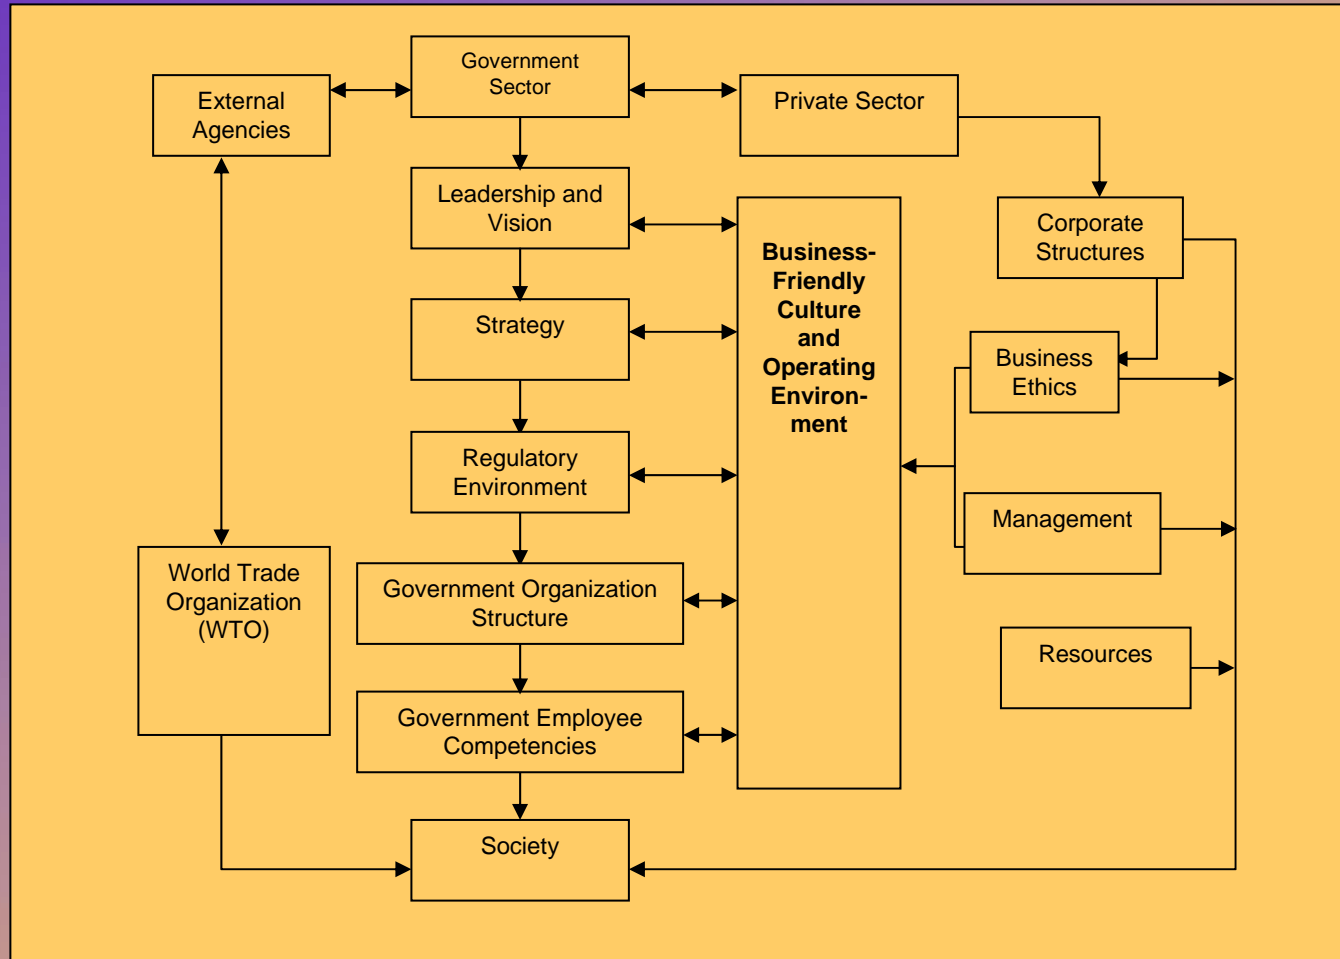 Government
Sector
External
Agencies
Private Sector
Leadership and
Vision
Corporate
Structures
Business-
Friendly
Culture
and
Operating
Environ-
ment
Strategy
Business
Ethics
Regulatory
Environment
Management
World Trade
Organization
(WTO)
Government Organization
Structure
Resources
Government Employee
Competencies
Society